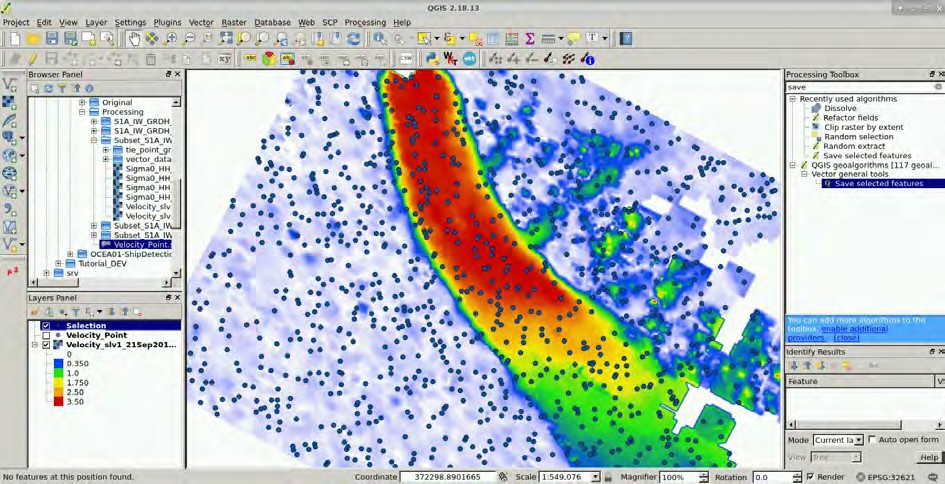 QGIS 2.18.13
Project Edit View Layer Settings Plugins Vector Raster Database Web SCP Processing Help
Browser Panel
Original
Processing
S1A_IW_GRDH_
S1A_IW_GRDH_
Subset_S1A_IW
tie_point_gr
vector_data
Sigma0_HH_
Sigma0_HH_
Sigma0_HH_
Sigma0_HH_
Velocity_slv
Velocity_slv
Subset_S1A_IW
Subset_S1A_IW
Velocity_Point
OCEA01-ShipDetectio
Tutorial_DEV
srv
Layers Panel
Selection
Velocity_Point
Velocity_slv1_21Sep201...
0
0.350
1.0
1.750
2.50
3.50
Processing Toolbox
save
Recently used algorithms
Dissolve
Refactor fields
Clip raster by extent
Random selection
Random extract
Save selected features
QGIS geoalgorithms [117 geoal...
Vector general tools
Save selected features
You can add more algorithms to the
toolbox, enable additional
providers. [close]
Identify Results
Feature
Mode Current la Auto open form
View Tree Help
No features at this position found.
Coordinate 372298.8901665 Scale 1:549,076 Magnifier 100% Rotation 0.0 Render EPSG:32621